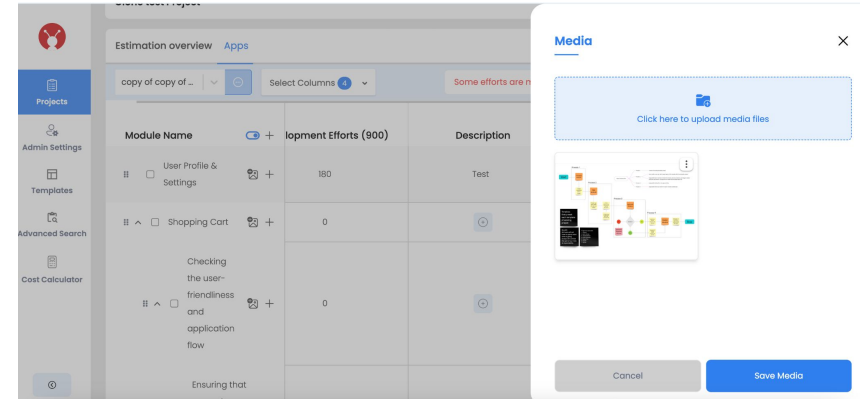 Estimation overview Apps
copy of copy of ...
Select Columns 4
Some efforts are n
Projects
Admin Settings
Templates
Advanced Search
Cost Calculator
Module Name
lopment Efforts (900)
Description
User Profile &
Settings
180
Test
Shopping Cart
0
Checking
the user-
friendliness
and
application
flow
0
Ensuring that
Media
Click here to upload media files
Cancel
Save Media